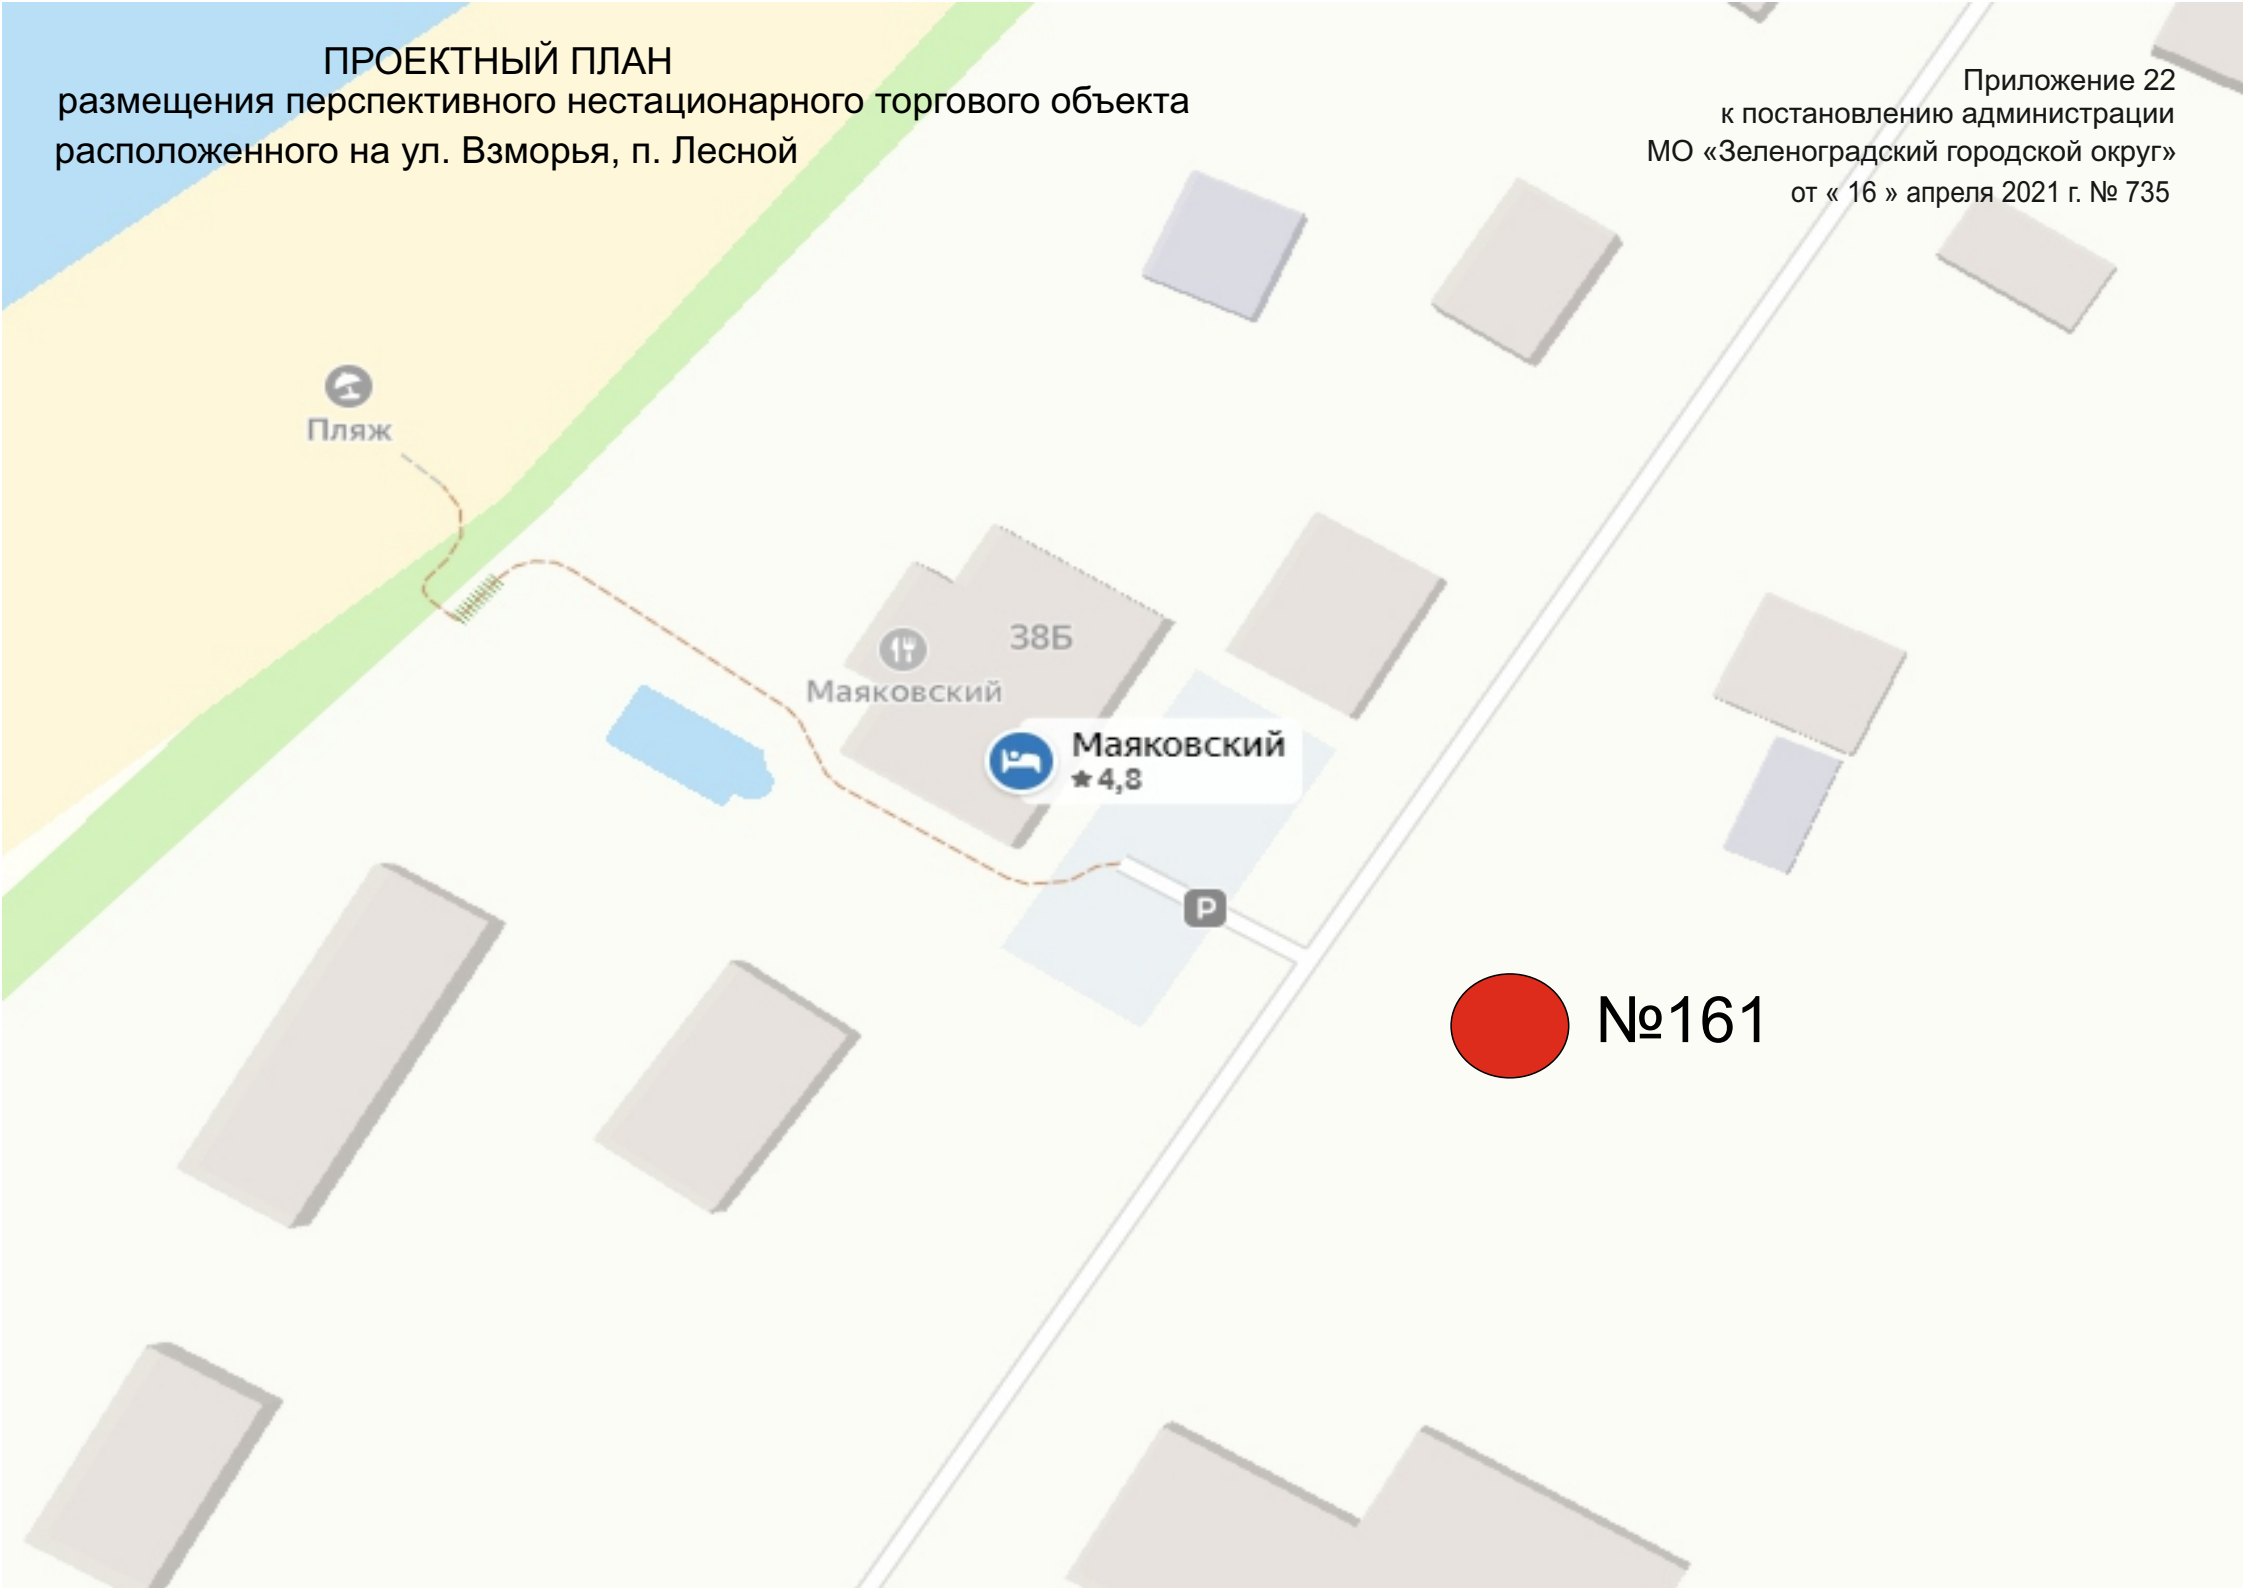 ПРОЕКТНЫЙ ПЛАН
размещения перспективного нестационарного торгового объекта
расположенного на ул. Взморья, п. Лесной
Приложение 22
к постановлению администрации
МО «Зеленоградский городской округ»
от « 16 » апреля 2021 г. № 735
Пляж
38Б
Маяковский
Маяковский
4,8
P
№161